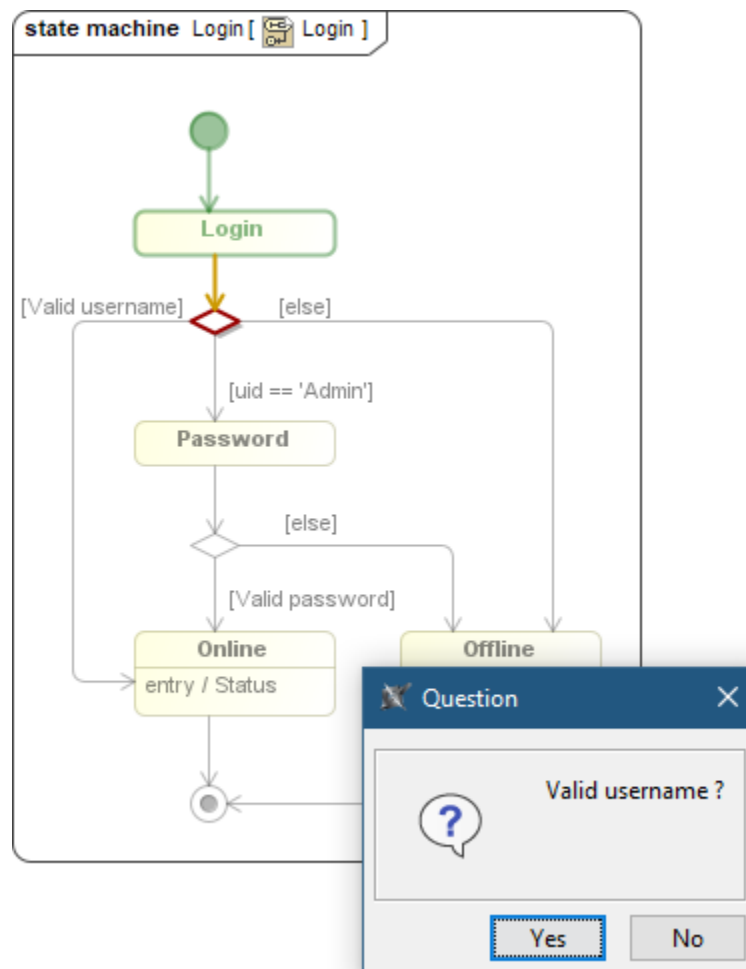 state machine Login [ Login ]
Login
[Valid username]
[else]
[uid == 'Admin']
Password
[else]
[Valid password]
Online
entry / Status
Offline
Question
Valid username ?
Yes
No